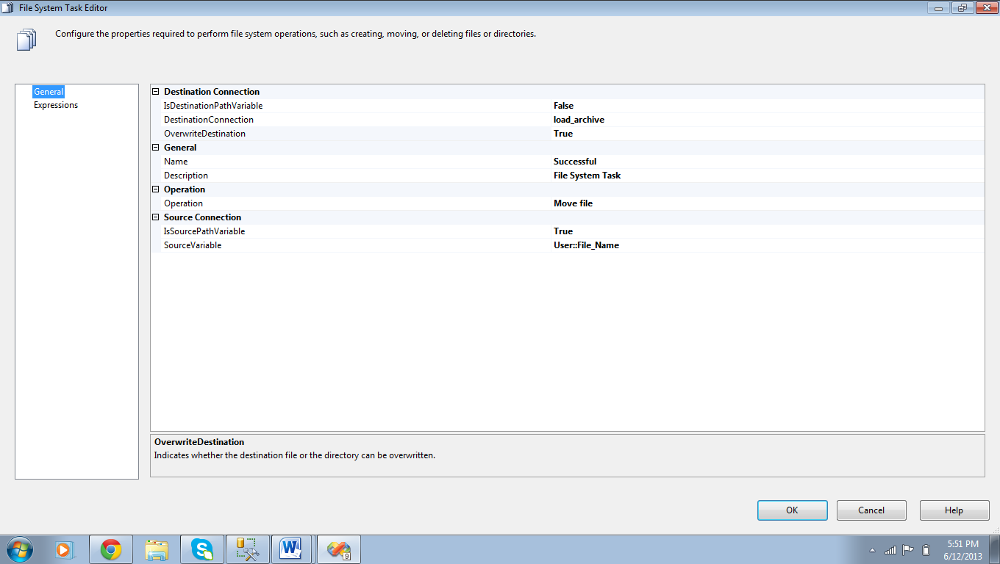 File System Task Editor
Configure the properties required to perform file system operations, such as creating, moving, or deleting files or directories.
General
Expressions
Destination Connection
IsDestinationPathVariable False
DestinationConnection load_archive
OverwriteDestination True
General
Name Successful
Description File System Task
Operation
Operation Move file
Source Connection
IsSourcePathVariable True
SourceVariable User::File_Name
OverwriteDestination
Indicates whether the destination file or the directory can be overwritten.
OK Cancel Help
9
5:51 PM
6/12/2013